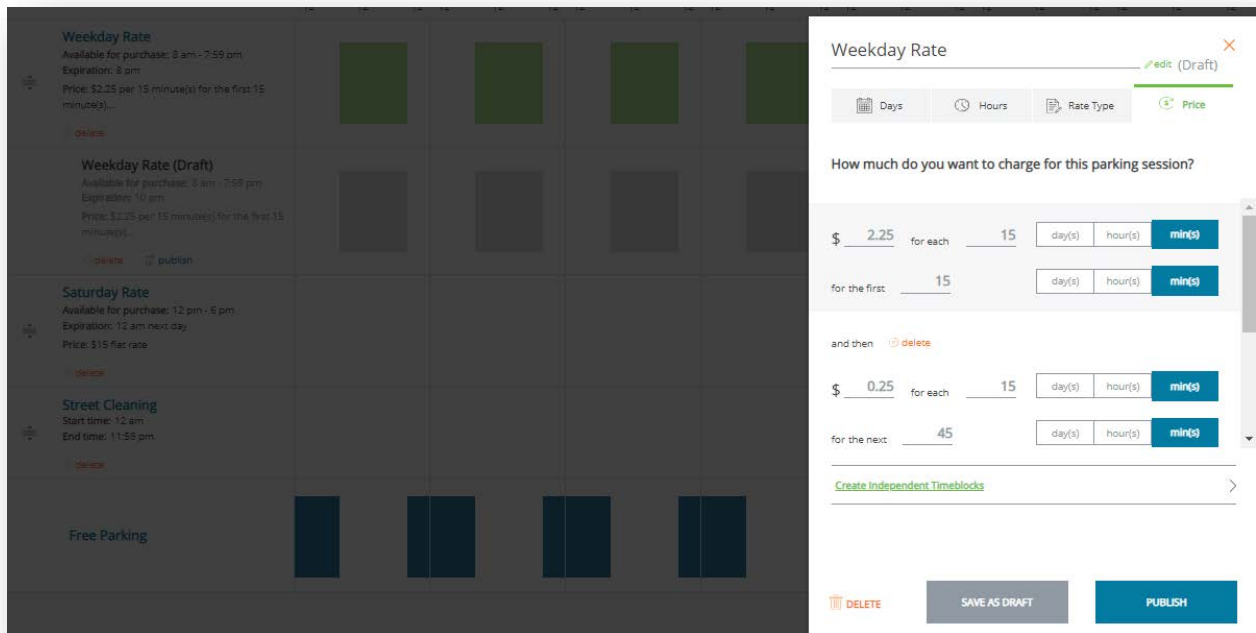 Weekday Rate
Available for purchase: 8 am - 7:59 pm
Expiration: 8 pm
Price: $2.25 per 15 minute(s) for the first 15
minute(s)...
delete
Weekday Rate (Draft)
Available for purchase: 8 am - 7:59 pm
Expiration: 10 pm
Price: $2.25 per 15 minute(s) for the first 15
minute(s)...
delete publish
Saturday Rate
Available for purchase: 12 pm - 6 pm
Expiration: 12 am next day
Price: $15 flat rate
delete
Street Cleaning
Start time: 12 am
End time: 11:59 pm
delete
Free Parking
Weekday Rate
edit (Draft)
Days Hours Rate Type Price
How much do you want to charge for this parking session?
$ 2.25 for each 15 day(s) hour(s) min(s)
for the first 15 day(s) hour(s) min(s)
and then delete
$ 0.25 for each 15 day(s) hour(s) min(s)
for the next 45 day(s) hour(s) min(s)
Create Independent Timeblocks
DELETE SAVE AS DRAFT PUBLISH